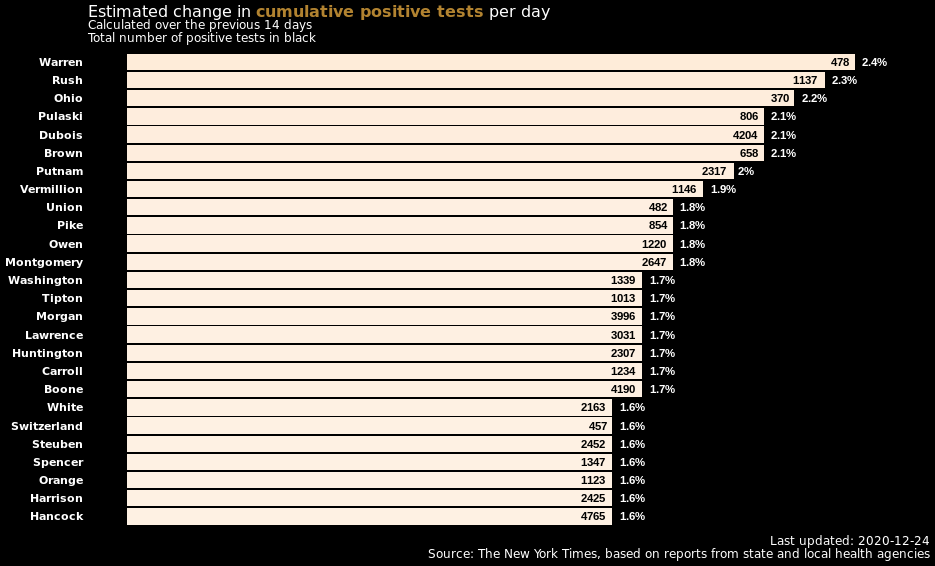 Estimated change in cumulative positive tests per day
Calculated over the previous 14 days
Total number of positive tests in black
Warren 478 2.4%
Rush 1137 2.3%
Ohio 370 2.2%
Pulaski 806 2.1%
Dubois 4204 2.1%
Brown 658 2.1%
Putnam 2317 2%
Vermillion 1146 1.9%
Union 482 1.8%
Pike 854 1.8%
Owen 1220 1.8%
Montgomery 2647 1.8%
Washington 1339 1.7%
Tipton 1013 1.7%
Morgan 3996 1.7%
Lawrence 3031 1.7%
Huntington 2307 1.7%
Carroll 1234 1.7%
Boone 4190 1.7%
White 2163 1.6%
Switzerland 457 1.6%
Steuben 2452 1.6%
Spencer 1347 1.6%
Orange 1123 1.6%
Harrison 2425 1.6%
Hancock 4765 1.6%
Last updated: 2020-12-24
Source: The New York Times, based on reports from state and local health agencies